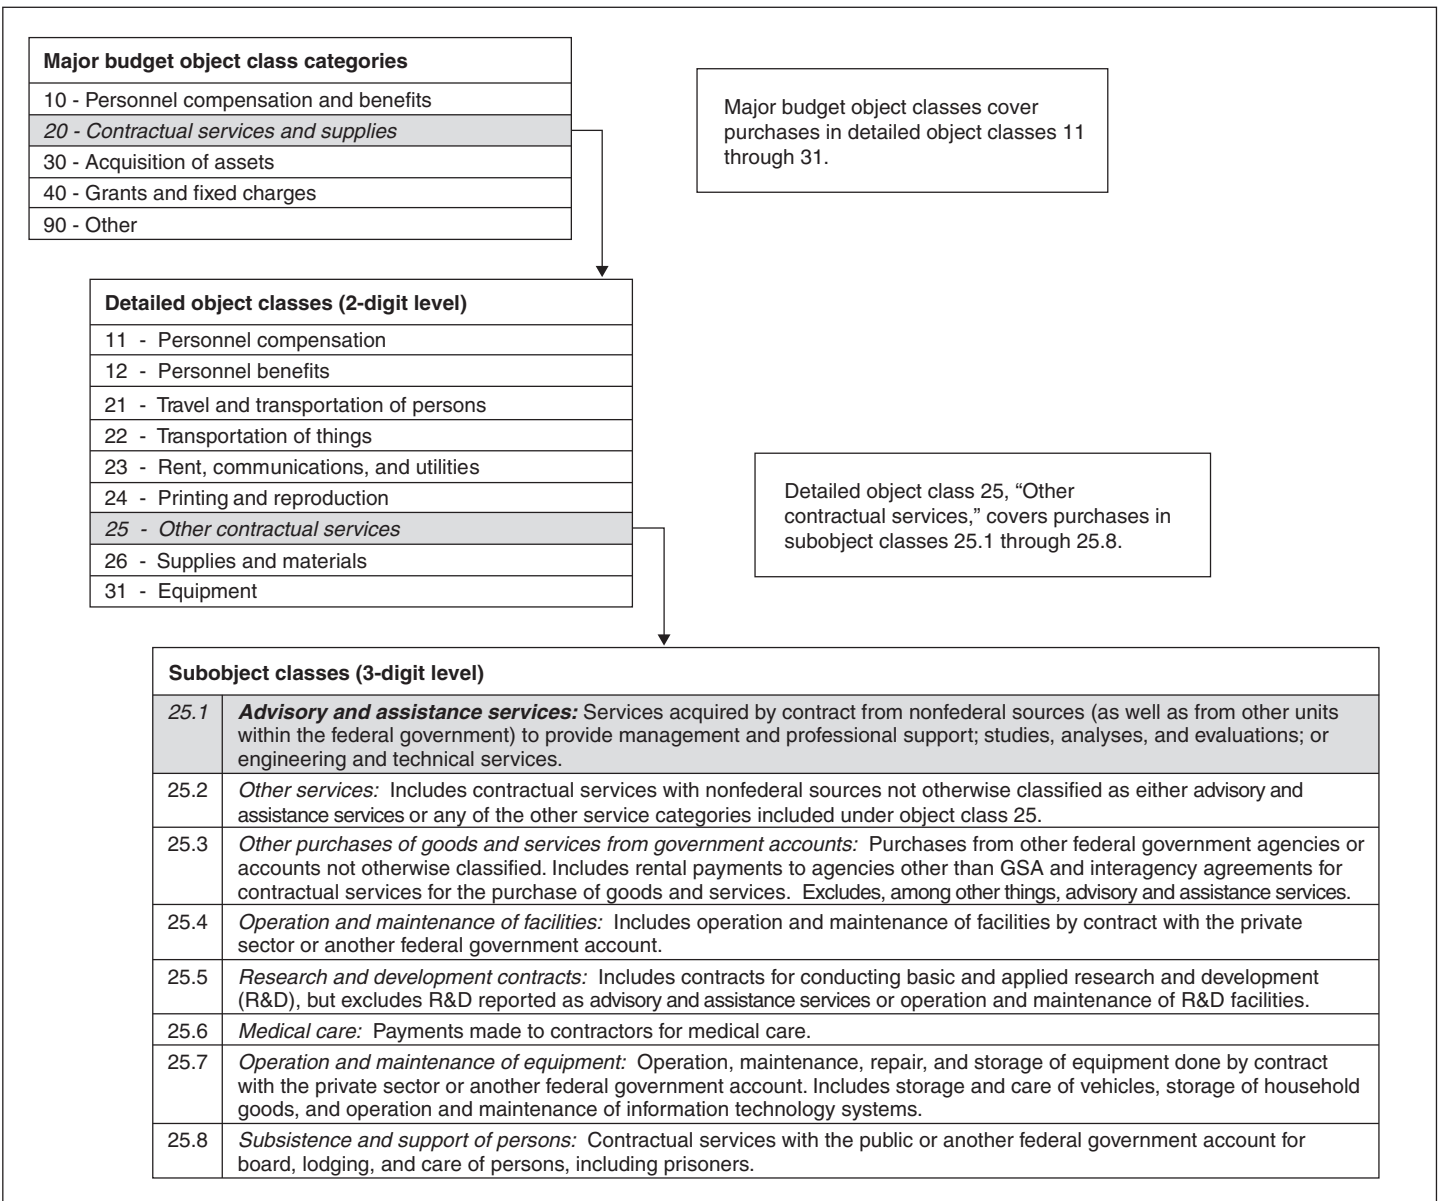 Major budget object class categories
10 - Personnel compensation and benefits
20 - Contractual services and supplies
30 - Acquisition of assets
40 - Grants and fixed charges
90 - Other
Major budget object classes cover
purchases in detailed object classes 11
through 31.
Detailed object classes (2-digit level)
11 - Personnel compensation
12 - Personnel benefits
21 - Travel and transportation of persons
22 - Transportation of things
23 - Rent, communications, and utilities
24 - Printing and reproduction
25 - Other contractual services
26 - Supplies and materials
31 - Equipment
Detailed object class 25, “Other
contractual services,” covers purchases in
subobject classes 25.1 through 25.8.
Subobject classes (3-digit level)
25.1 Advisory and assistance services: Services acquired by contract from nonfederal sources (as well as from other units
within the federal government) to provide management and professional support; studies, analyses, and evaluations; or
engineering and technical services.
25.2 Other services: Includes contractual services with nonfederal sources not otherwise classified as either advisory and
assistance services or any of the other service categories included under object class 25.
25.3 Other purchases of goods and services from government accounts: Purchases from other federal government agencies or
accounts not otherwise classified. Includes rental payments to agencies other than GSA and interagency agreements for
contractual services for the purchase of goods and services. Excludes, among other things, advisory and assistance services.
25.4 Operation and maintenance of facilities: Includes operation and maintenance of facilities by contract with the private
sector or another federal government account.
25.5 Research and development contracts: Includes contracts for conducting basic and applied research and development
(R&D), but excludes R&D reported as advisory and assistance services or operation and maintenance of R&D facilities.
25.6 Medical care: Payments made to contractors for medical care.
25.7 Operation and maintenance of equipment: Operation, maintenance, repair, and storage of equipment done by contract
with the private sector or another federal government account. Includes storage and care of vehicles, storage of household
goods, and operation and maintenance of information technology systems.
25.8 Subsistence and support of persons: Contractual services with the public or another federal government account for
board, lodging, and care of persons, including prisoners.